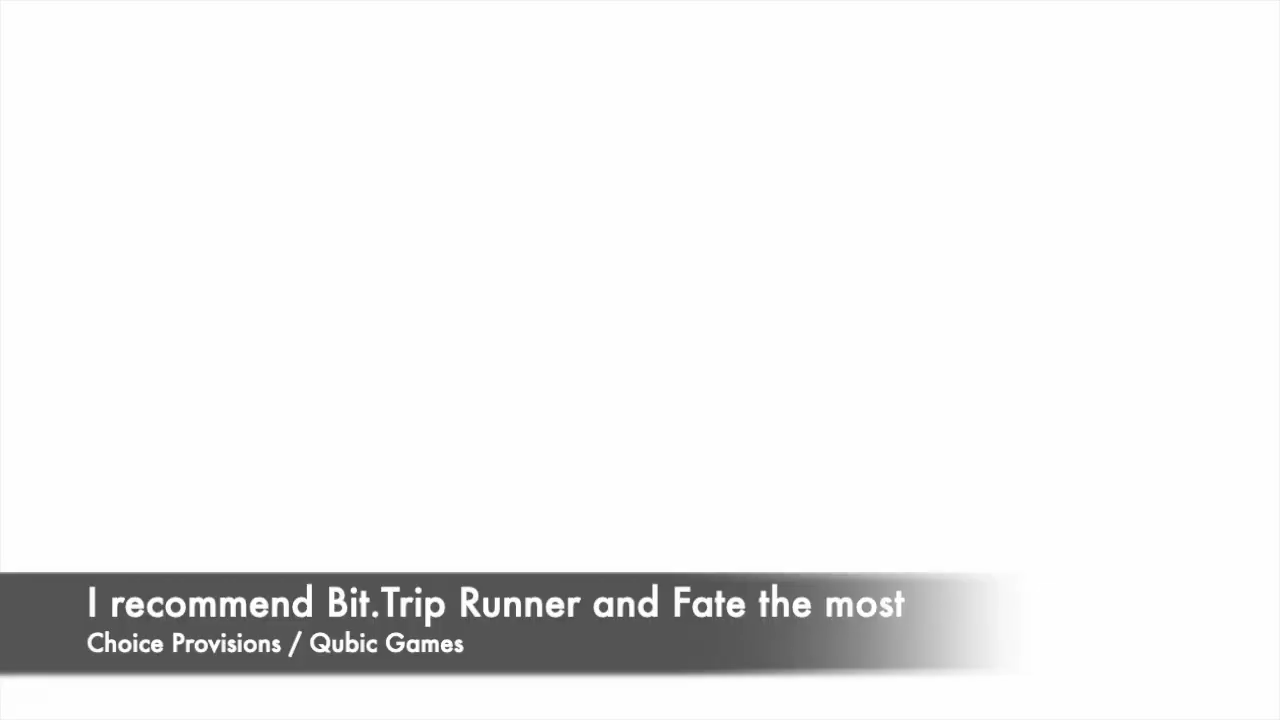 I recommend Bit.Trip Runner and Fate the most
Choice Provisions / Qubic Games